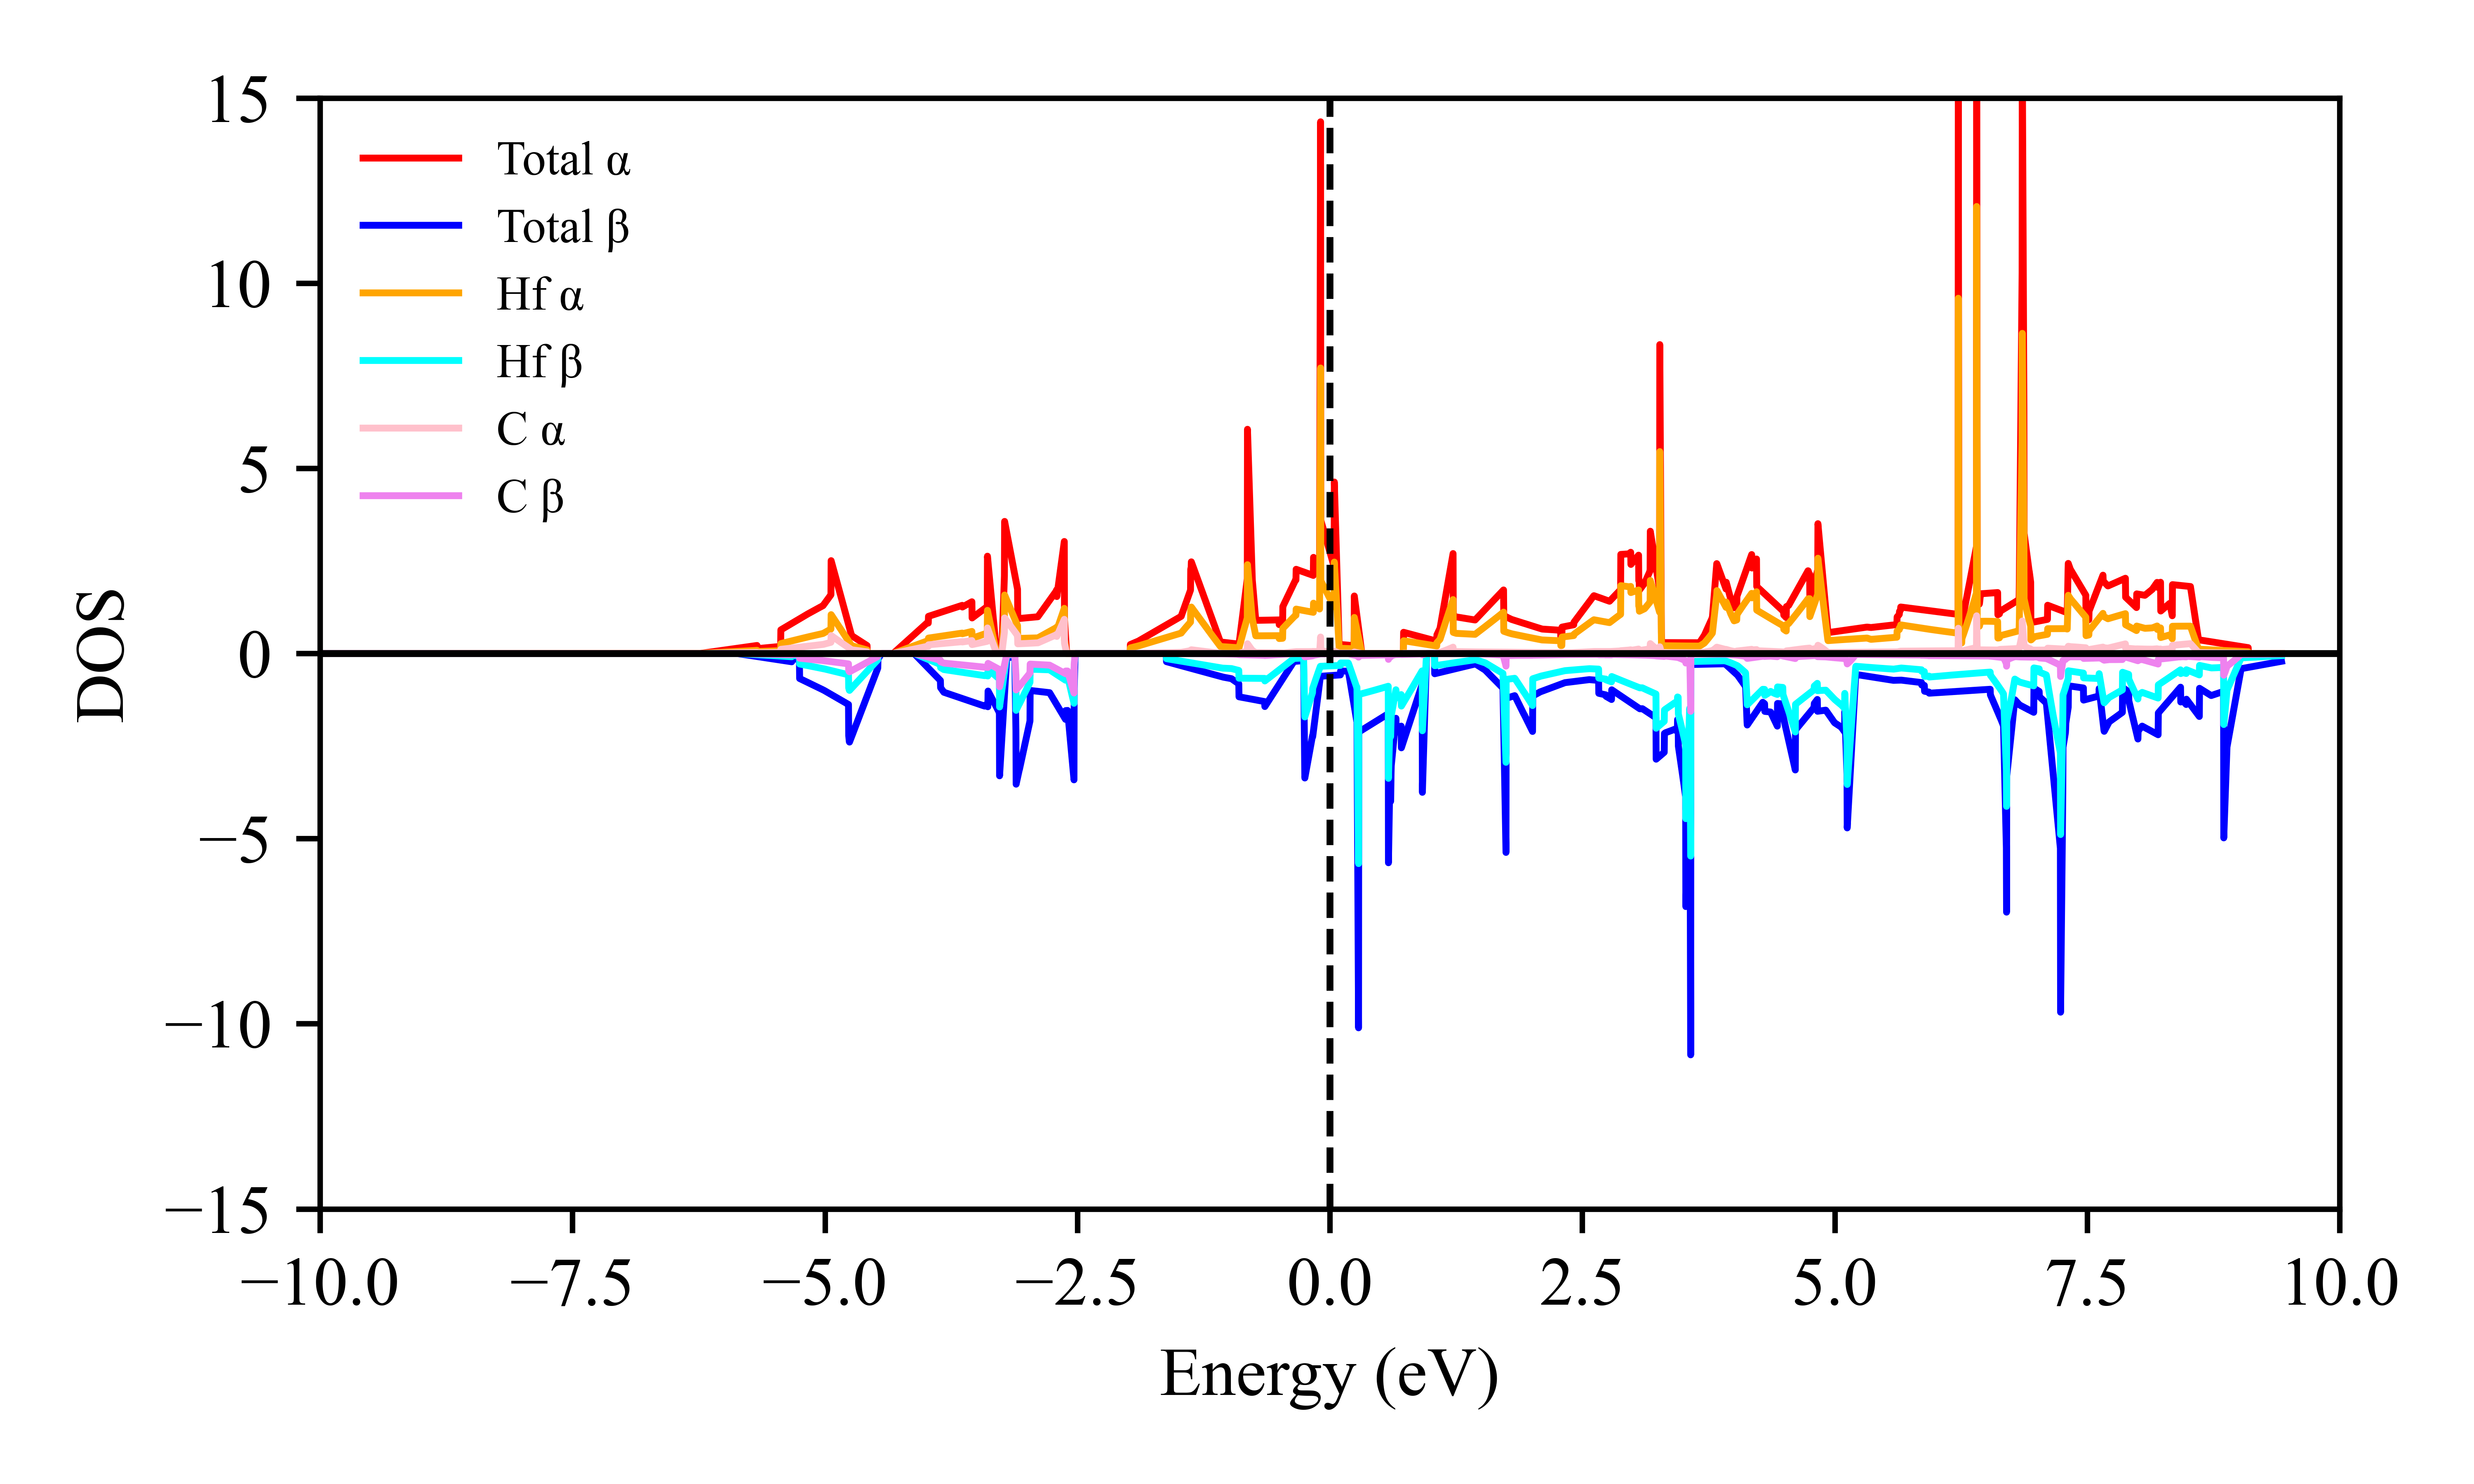 15
10
5
0
−5
−10
−15
DOS
Total α
Total β
Hf α
Hf β
C α
C β
−10.0 −7.5 −5.0 −2.5 0.0 2.5 5.0 7.5 10.0
Energy (eV)